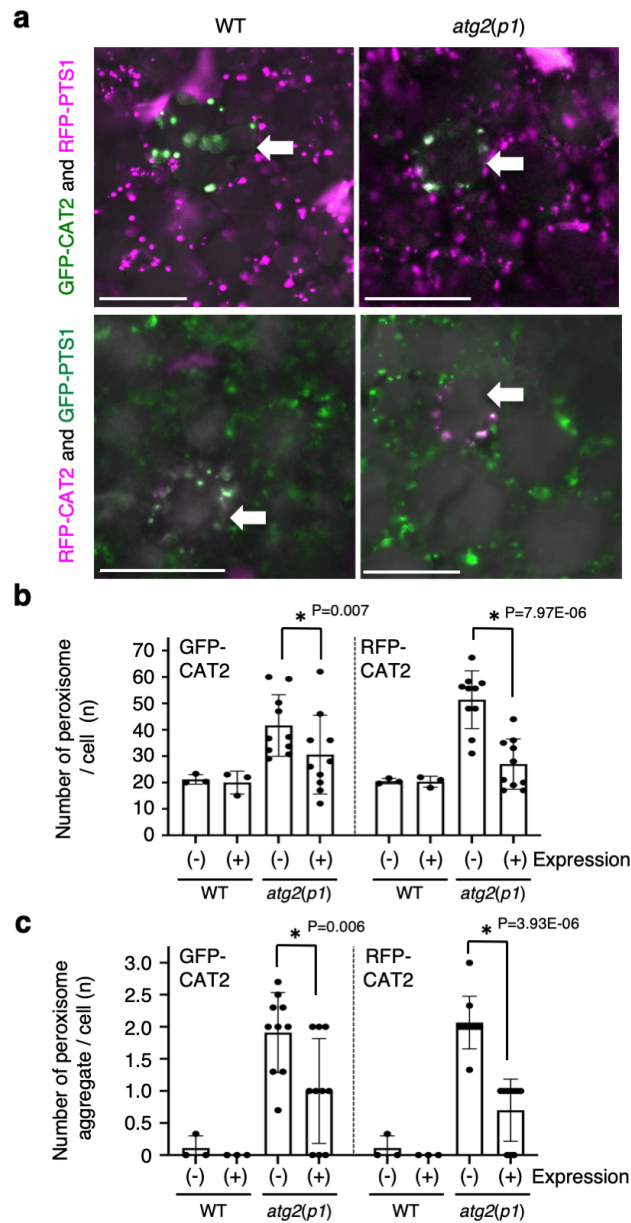 a
WT
atg2(p1)
GFP-CAT2 and RFP-PTS1
RFP-CAT2 and GFP-PTS1
b
Number of peroxisome
/ cell (n)
70
60
50
40
30
20
10
0
GFP-
CAT2
* P=0.007
RFP-
CAT2
* P=7.97E-06
(-) (+) (-) (+) (-) (+) (-) (+) Expression
WT atg2(p1) WT atg2(p1)
c
Number of peroxisome
aggregate / cell (n)
3.0
2.5
2.0
1.5
1.0
0.5
0
GFP-
CAT2
* P=0.006
RFP-
CAT2
* P=3.93E-06
(-) (+) (-) (+) (-) (+) (-) (+) Expression
WT atg2(p1) WT atg2(p1)